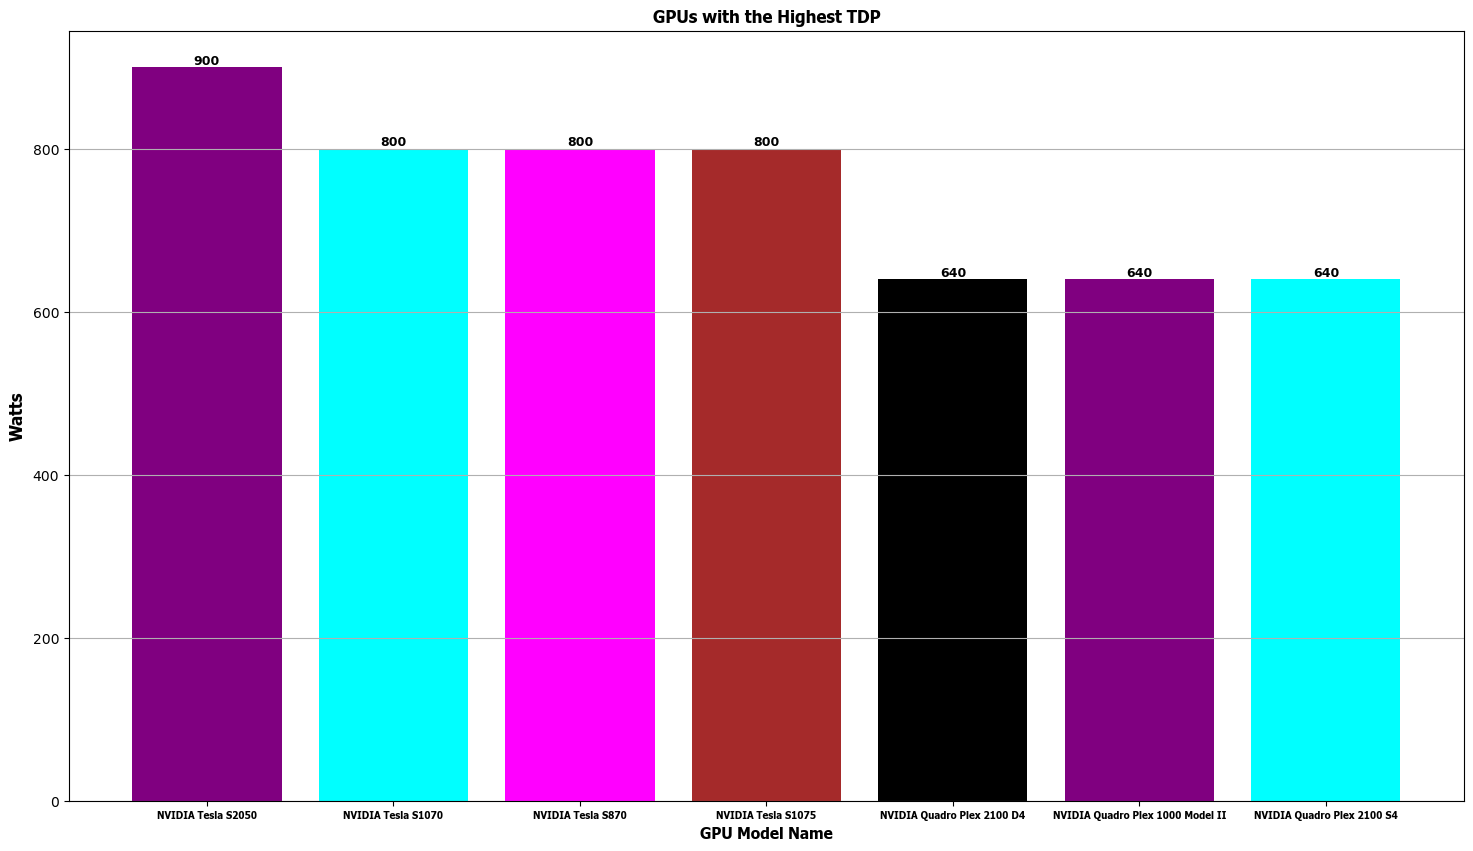 GPUs with the Highest TDP
900
800 800 800
640 640 640
800
600
400
200
0
Watts
NVIDIA Tesla S2050 NVIDIA Tesla S1070 NVIDIA Tesla S870 NVIDIA Tesla S1075 NVIDIA Quadro Plex 2100 D4 NVIDIA Quadro Plex 1000 Model II NVIDIA Quadro Plex 2100 S4
GPU Model Name